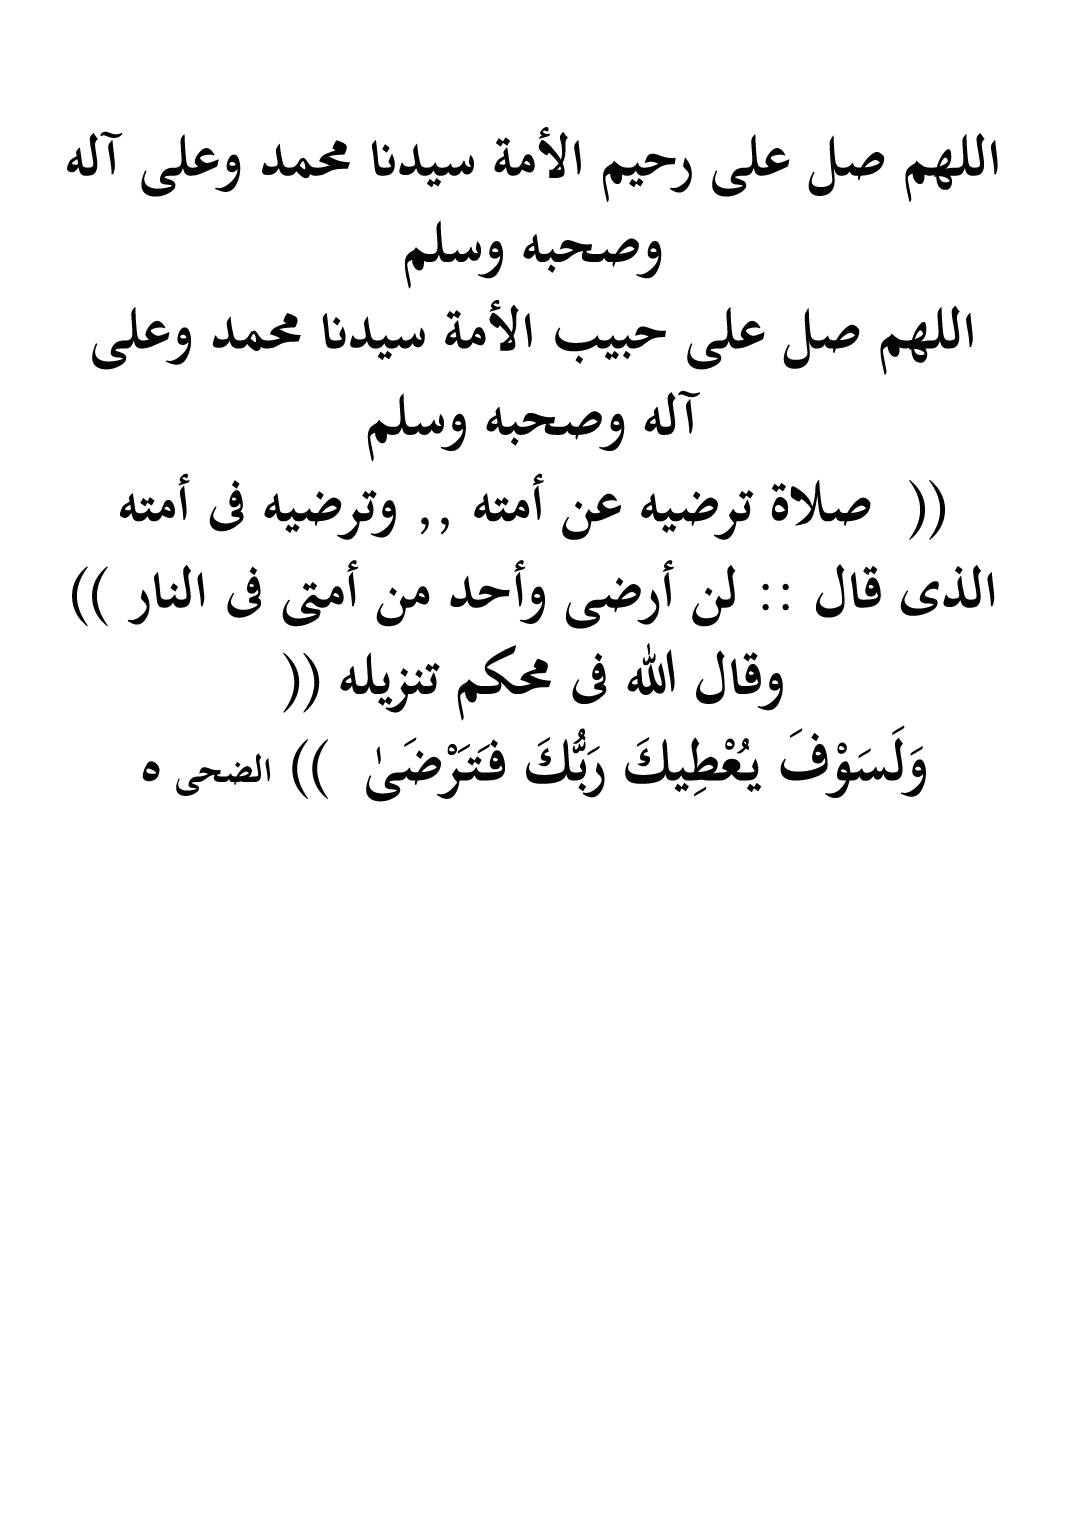 اللهم صل على رحيم الأمة سيدنا محمد وعلى آله
وصحبه وسلم
اللهم صل على حبيب الأمة سيدنا محمد وعلى
آله وصحبه وسلم
(( صلاة ترضيه عن أمته ,, وترضيه فى أمته
الذى قال :: لن أرضى وأحد من أمتى فى النار ))
وقال الله فى محكم تنزيله ((
وَلَسَوْفَ يُعْطِيكَ رَبُّكَ فَتَرْضَىٰ )) الضحى ٥